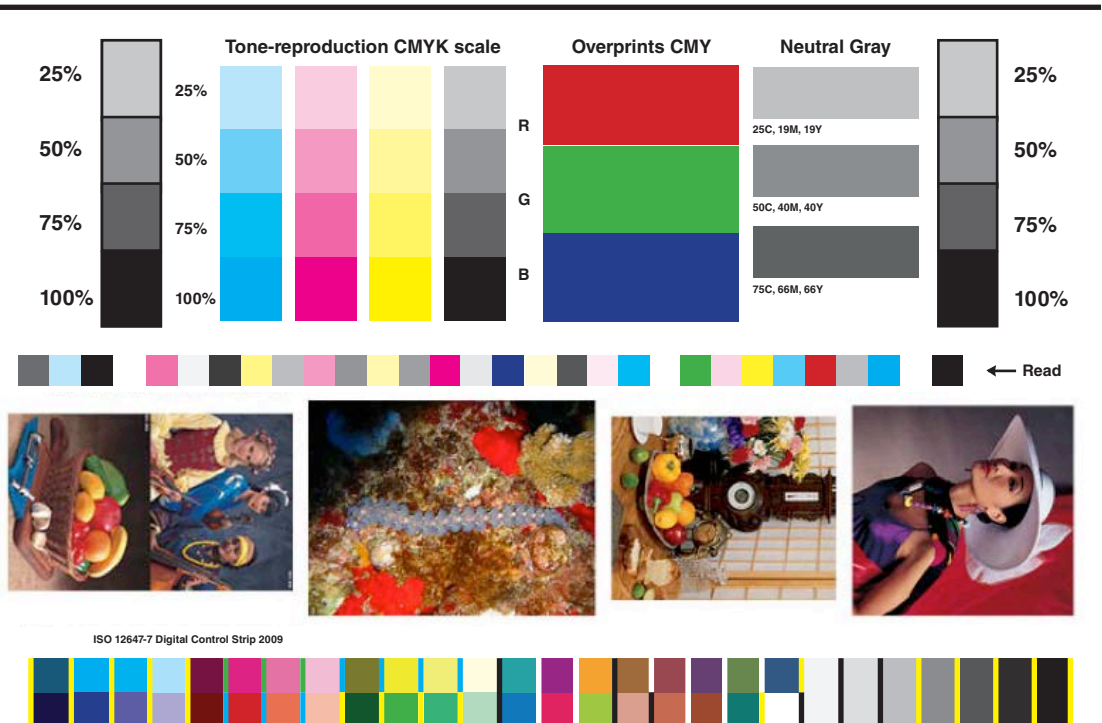 Tone-reproduction CMYK scale
Overprints CMY
Neutral Gray
25%
50%
75%
100%
25%
50%
75%
100%
R
G
B
25C, 19M, 19Y
50C, 40M, 40Y
75C, 66M, 66Y
25%
50%
75%
100%
Read
ISO 12647-7 Digital Control Strip 2009